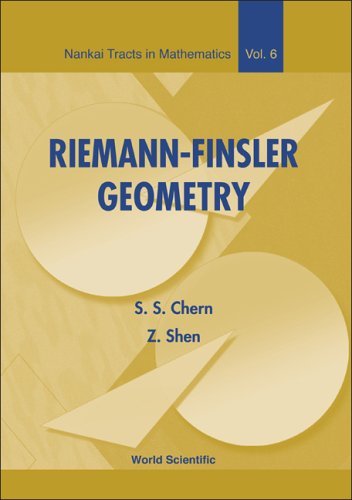 Nankai Tracts in Mathematics Vol. 6
RIEMANN-FINSLER
GEOMETRY
S. S. Chern
Z. Shen
World Scientific